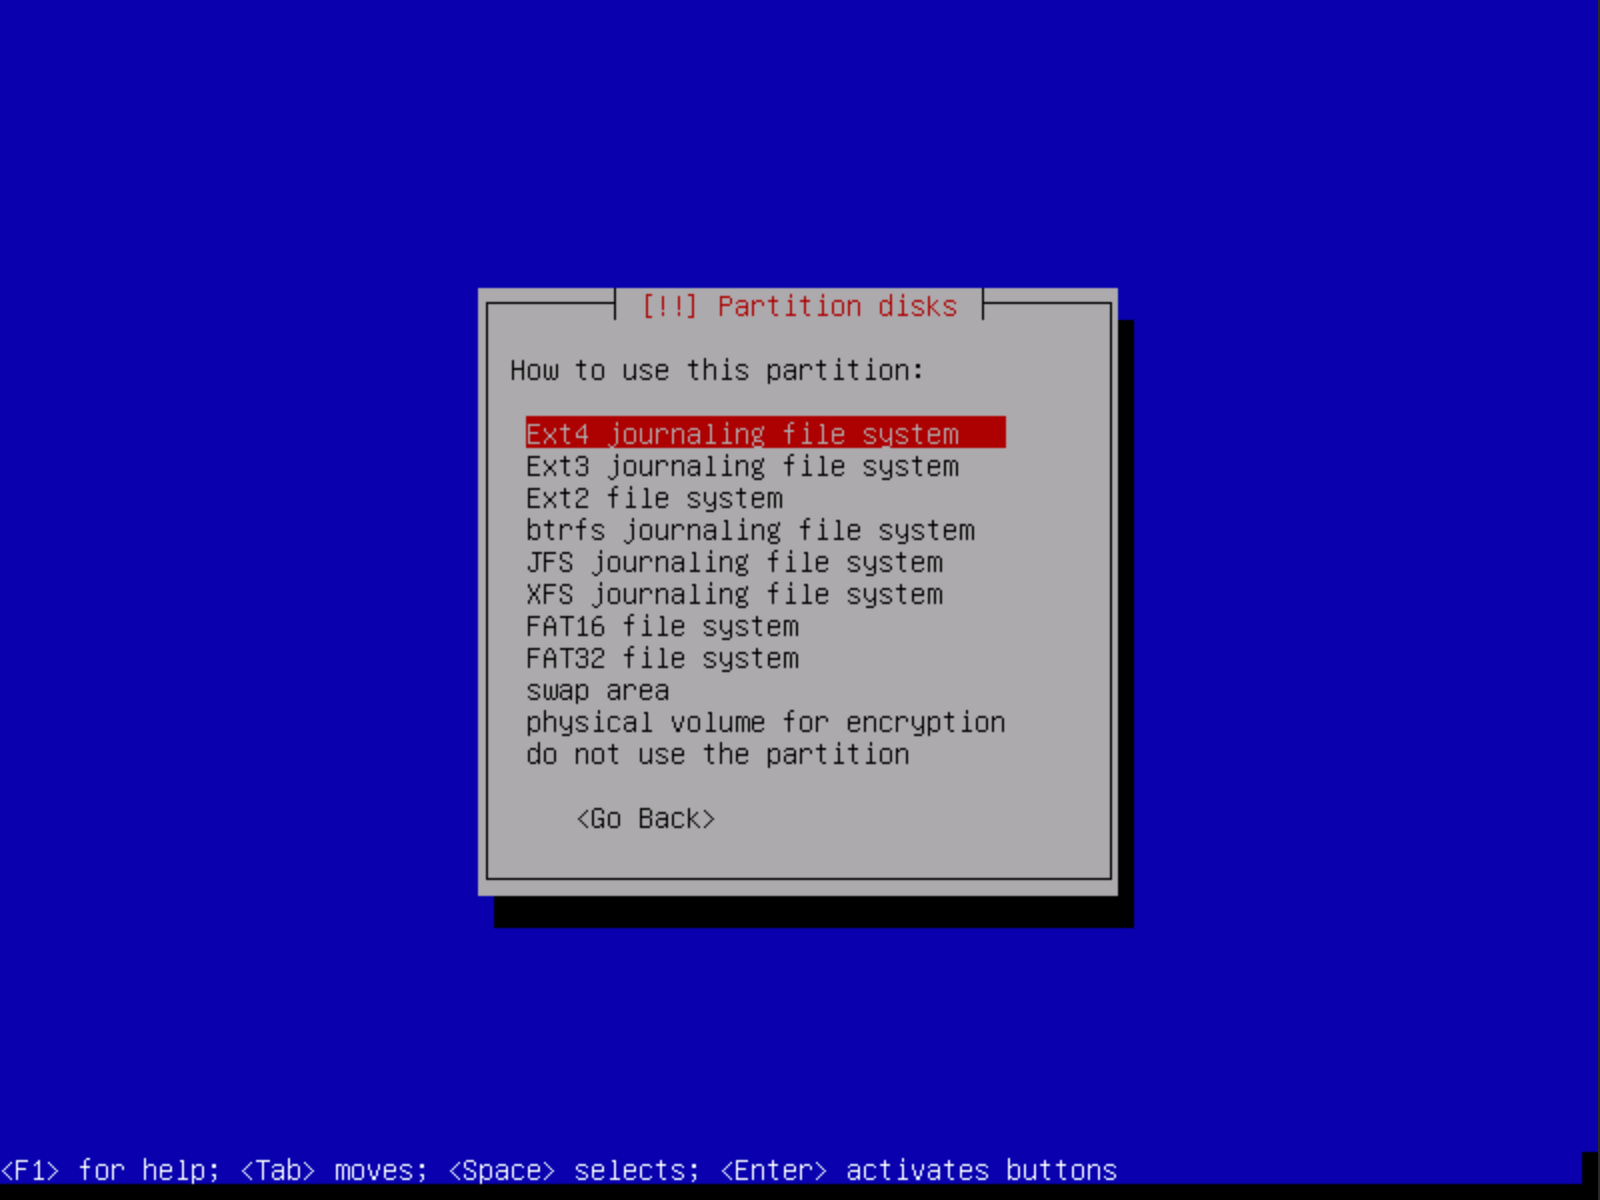 [!!] Partition disks
How to use this partition:
Ext4 journaling file system
Ext3 journaling file system
Ext2 file system
btrfs journaling file system
JFS journaling file system
XFS journaling file system
FAT16 file system
FAT32 file system
swap area
physical volume for encryption
do not use the partition
<Go Back>
<F1> for help; <Tab> moves; <Space> selects; <Enter> activates buttons